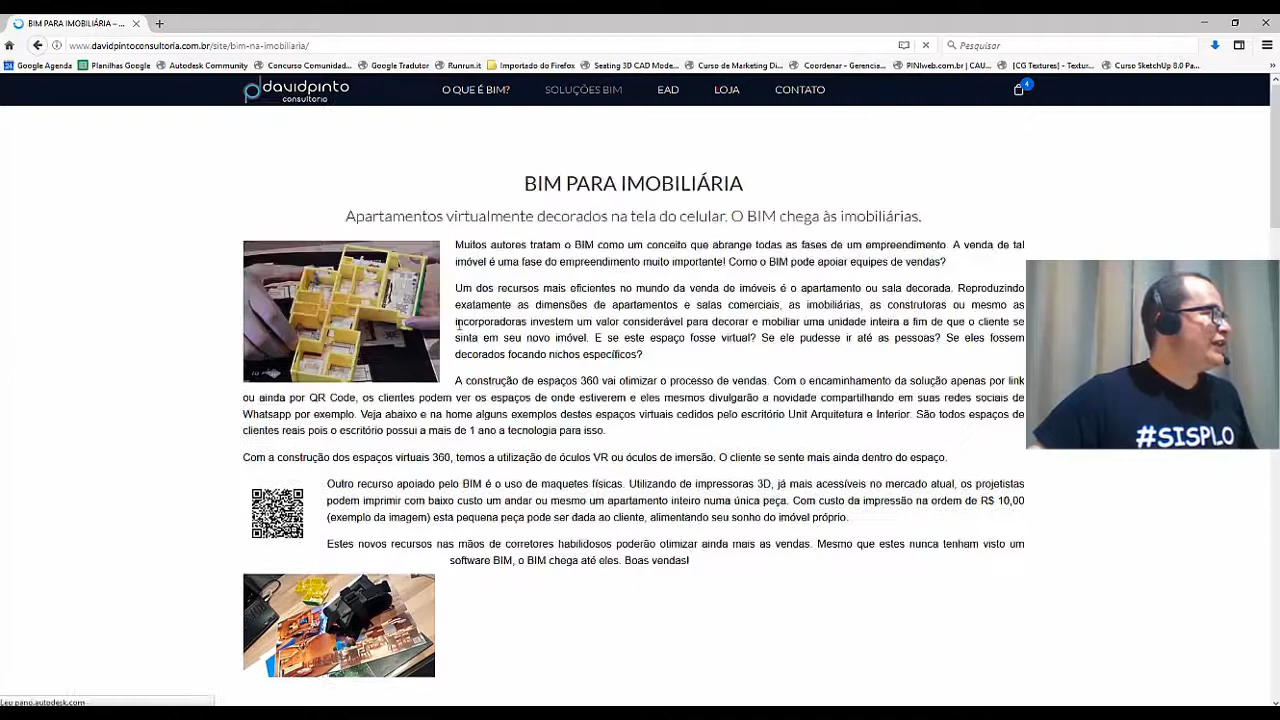 BIM PARA IMOBILIÁRIA – ...
www.davidpintoconsultoria.com.br/site/bim-na-imobiliaria/
Pesquisar
Google Agenda
Planilhas Google
Autodesk Community
Concurso Comunidad...
Google Tradutor
Runrun.it
Importado do Firefox
Seating 3D CAD Mode...
Curso de Marketing Di...
Coordenar - Gerencia...
PINIweb.com.br | CAU...
[CG Textures] - Textur...
Curso SketchUp 8.0 Pa...
davidpinto
consultoria
O QUE É BIM?
SOLUÇÕES BIM
EAD
LOJA
CONTATO
4
BIM PARA IMOBILIÁRIA
Apartamentos virtualmente decorados na tela do celular. O BIM chega às imobiliárias.
Muitos autores tratam o BIM como um conceito que abrange todas as fases de um empreendimento. A venda de tal
imóvel é uma fase do empreendimento muito importante! Como o BIM pode apoiar equipes de vendas?
Um dos recursos mais eficientes no mundo da venda de imóveis é o apartamento ou sala decorada. Reproduzindo
exatamente as dimensões de apartamentos e salas comerciais, as imobiliárias, as construtoras ou mesmo as
incorporadoras investem um valor considerável para decorar e mobiliar uma unidade inteira a fim de que o cliente se
sinta em seu novo imóvel. E se este espaço fosse virtual? Se ele pudesse ir até as pessoas? Se eles fossem
decorados focando nichos específicos?
A construção de espaços 360 vai otimizar o processo de vendas. Com o encaminhamento da solução apenas por link
ou ainda por QR Code, os clientes podem ver os espaços de onde estiverem e eles mesmos divulgarão a novidade compartilhando em suas redes sociais de
Whatsapp por exemplo. Veja abaixo e na home alguns exemplos destes espaços virtuais cedidos pelo escritório Unit Arquitetura e Interior. São todos espaços de
clientes reais pois o escritório possui a mais de 1 ano a tecnologia para isso.
Com a construção dos espaços virtuais 360, temos a utilização de óculos VR ou óculos de imersão. O cliente se sente mais ainda dentro do espaço.
Outro recurso apoiado pelo BIM é o uso de maquetes físicas. Utilizando de impressoras 3D, já mais acessíveis no mercado atual, os projetistas
podem imprimir com baixo custo um andar ou mesmo um apartamento inteiro numa única peça. Com custo da impressão na ordem de R$ 10,00
(exemplo da imagem) esta pequena peça pode ser dada ao cliente, alimentando seu sonho do imóvel próprio.
Estes novos recursos nas mãos de corretores habilidosos poderão otimizar ainda mais as vendas. Mesmo que estes nunca tenham visto um
software BIM, o BIM chega até eles. Boas vendas!
#SISPLO
Leu pano.autodesk.com